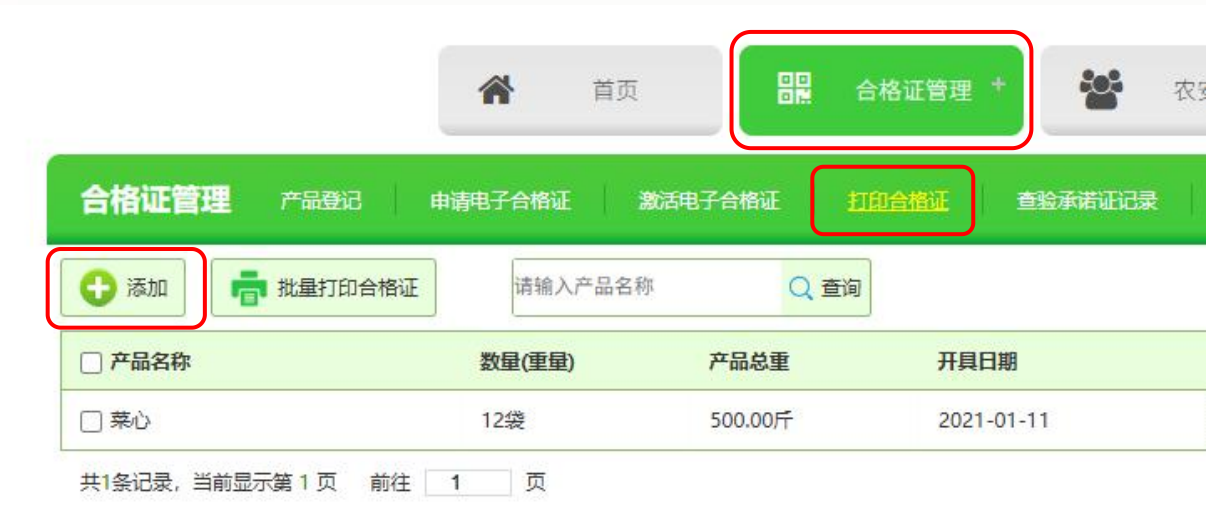 首页 合格证管理 + 农安
合格证管理 产品登记 申请电子合格证 激活电子合格证 打印合格证 查验承诺证记录
添加 批量打印合格证 请输入产品名称 查询
产品名称 数量(重量) 产品总重 开具日期
菜心 12袋 500.00斤 2021-01-11
共1条记录, 当前显示第 1 页 前往 1 页